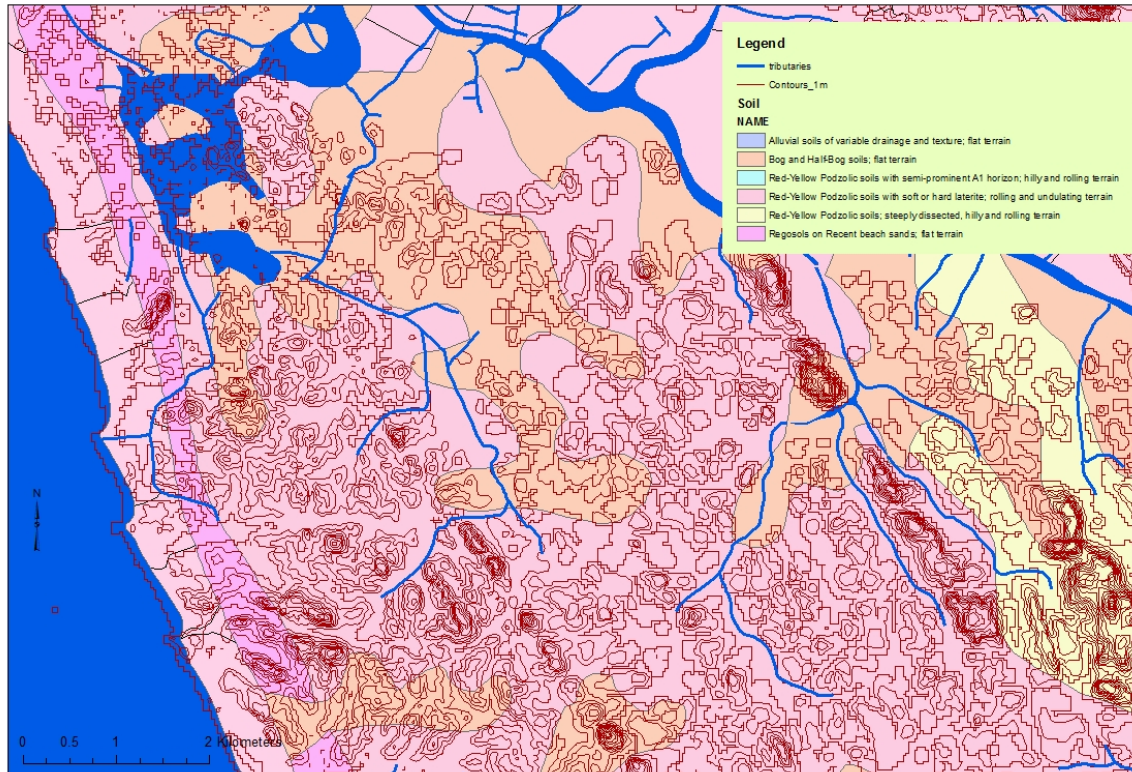 Legend
tributaries
Contours_1m
Soil
NAME
Alluvial soils of variable drainage and texture; flat terrain
Bog and Half-Bog soils; flat terrain
Red-Yellow Podzolic soils with semi-prominent A1 horizon; hilly and rolling terrain
Red-Yellow Podzolic soils with soft or hard laterite; rolling and undulating terrain
Red-Yellow Podzolic soils; steeply dissected, hilly and rolling terrain
Regosols on Recent beach sands; flat terrain
N
0 0.5 1 2 Kilometers